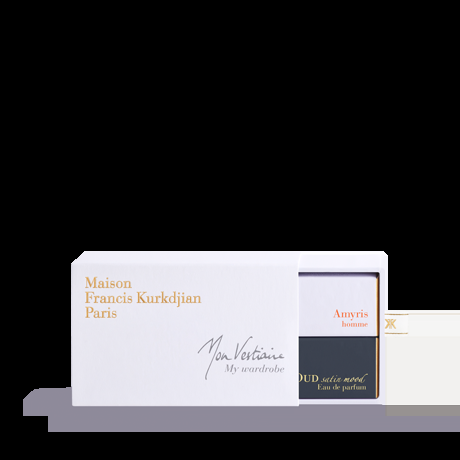 Maison
Francis Kurkdjian
Paris
Mon Vestiaire
My wardrobe
Amyris
homme
OUD satin mood
Eau de parfum